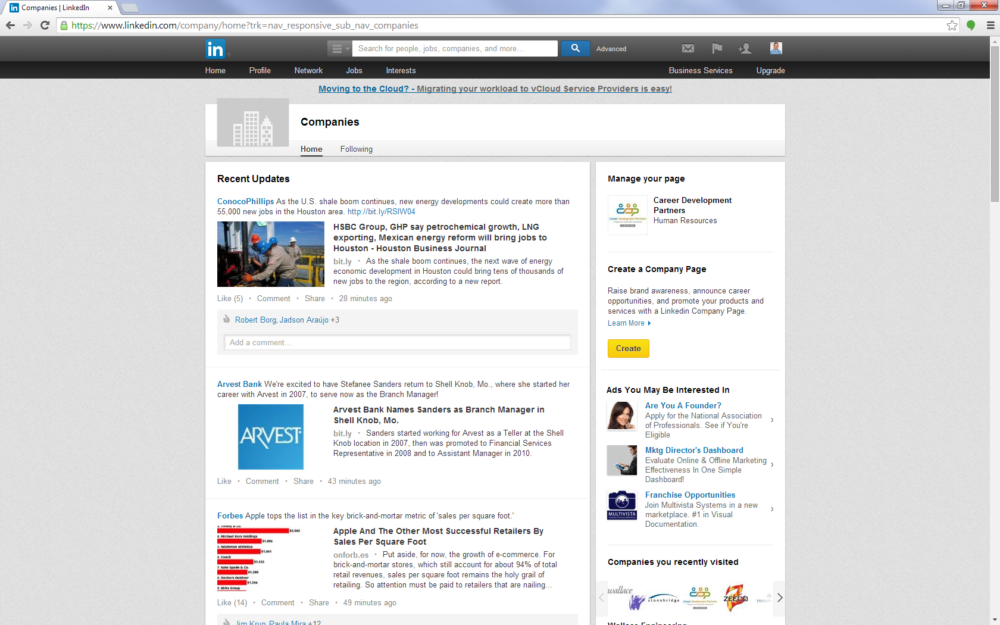 Companies | LinkedIn
https://www.linkedin.com/company/home?trk=nav_responsive_sub_nav_companies
in
Search for people, jobs, companies, and more...
Advanced
Home Profile Network Jobs Interests Business Services Upgrade
Moving to the Cloud? - Migrating your workload to vCloud Service Providers is easy!
Companies
Home Following
Recent Updates
ConocoPhillips As the U.S. shale boom continues, new energy developments could create more than
55,000 new jobs in the Houston area. http://bit.ly/RSIW04
HSBC Group, GHP say petrochemical growth, LNG
exporting, Mexican energy reform will bring jobs to
Houston - Houston Business Journal
bit.ly • As the shale boom continues, the next wave of energy
economic development in Houston could bring tens of thousands of
new jobs to the region, according to a new report.
Like (5) • Comment • Share • 28 minutes ago
Robert Borg, Jadson Araújo +3
Add a comment...
Arvest Bank We're excited to have Stefanee Sanders return to Shell Knob, Mo., where she started her
career with Arvest in 2007, to serve now as the Branch Manager!
ARVEST
Arvest Bank Names Sanders as Branch Manager in
Shell Knob, Mo.
bit.ly • Sanders started working for Arvest as a Teller at the Shell
Knob location in 2007, then was promoted to Financial Services
Representative in 2008 and to Assistant Manager in 2010.
Like • Comment • Share • 43 minutes ago
Forbes Apple tops the list in the key brick-and-mortar metric of 'sales per square foot.'
3. Tiffany & Co.
$3,043
4. Michael Kors Holdings
$1,896
5. lululemon athletica
$1,841
6. Coach
$1,532
7. Kate Spade & Co.
$1,280
8. Deckers Outdoor
$1,246
9. Birks Group
Apple And The Other Most Successful Retailers By
Sales Per Square Foot
onforb.es • Put aside, for now, the growth of e-commerce. For
brick-and-mortar stores, which still account for about 94% of total
retail revenues, sales per square foot remains the holy grail of
retailing. So attention must be paid to retailers that are nailing...
Like (14) • Comment • Share • 49 minutes ago
Jim Krup, Paula Mira +12
Manage your page
Career Development Partners
Career Development
Partners
Human Resources
Create a Company Page
Raise brand awareness, announce career
opportunities, and promote your products and
services with a Linkedin Company Page.
Learn More
Create
Ads You May Be Interested In
Are You A Founder?
Apply for the National Association
of Professionals. See if You're
Eligible
Mktg Director's Dashboard
Evaluate Online & Offline Marketing
Effectiveness In One Simple
Dashboard!
MULTIVISTA
Franchise Opportunities
Join Multivista Systems in a new
marketplace. #1 in Visual
Documentation.
Companies you recently visited
wallace
stonebridge
Career Development Partners
ZEEDO
Wallace Engineering